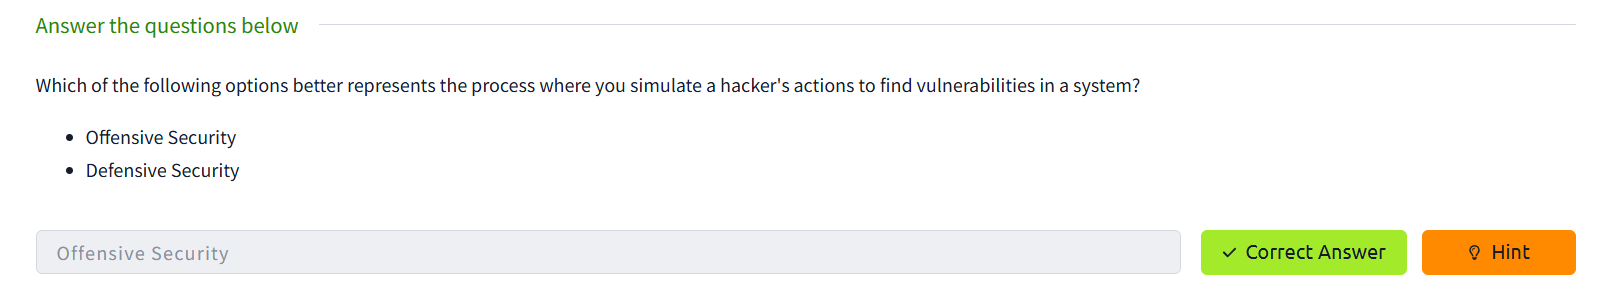 Answer the questions below
Which of the following options better represents the process where you simulate a hacker's actions to find vulnerabilities in a system?
Offensive Security
Defensive Security
Offensive Security
Correct Answer
Hint